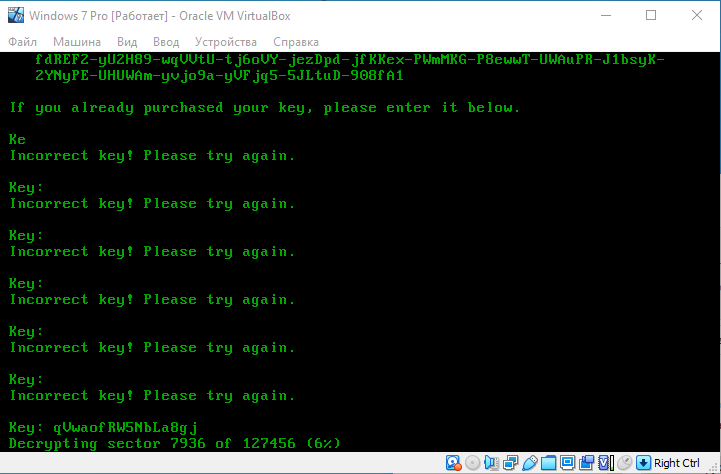 Windows 7 Pro [Работает] - Oracle VM VirtualBox
Файл Машина Вид Ввод Устройства Справка
fdREF2-yU2H89-wqVVtU-tj6oVY-jezDpd-jfKKex-PWmMKG-P8ewwT-UWAuPR-J1bsyK-
2YNyPE-UHUWAm-yvjo9a-yVFjq5-5JLtuD-908fA1
If you already purchased your key, please enter it below.
Ke
Incorrect key! Please try again.
Key:
Incorrect key! Please try again.
Key:
Incorrect key! Please try again.
Key:
Incorrect key! Please try again.
Key:
Incorrect key! Please try again.
Key:
Incorrect key! Please try again.
Key: qVwaofRW5NbLa8gj
Decrypting sector 7936 of 127456 (6%)
Right Ctrl